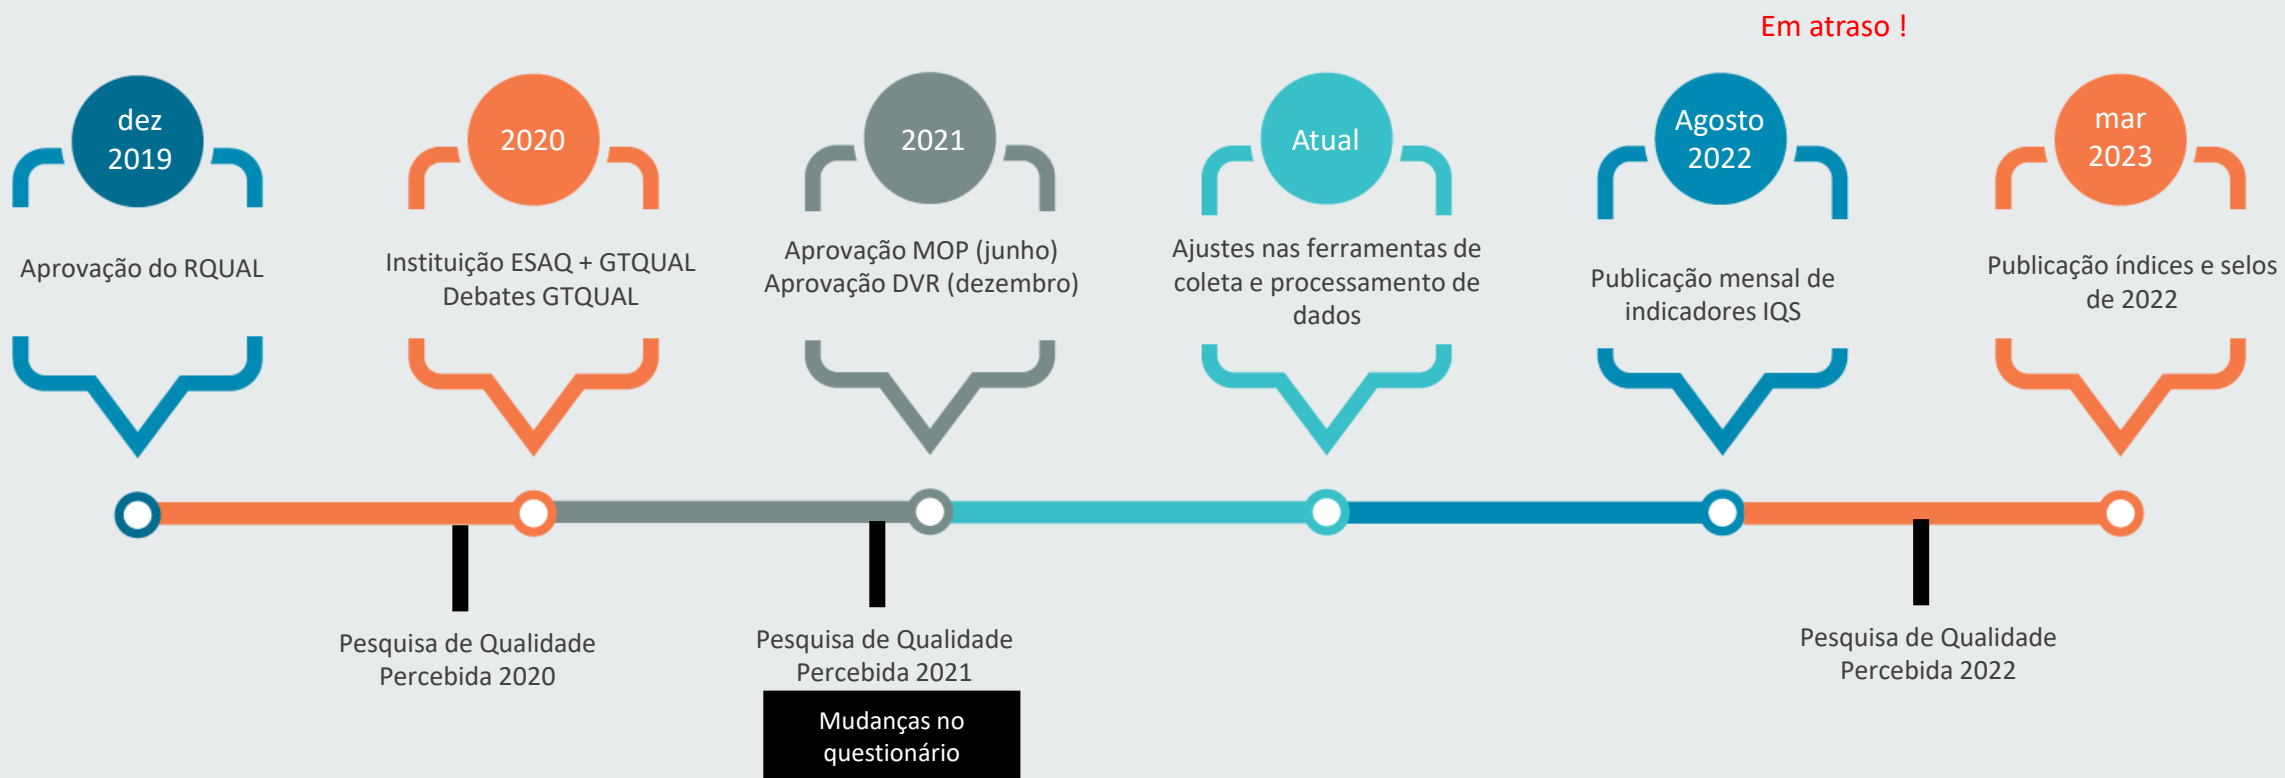 Em atraso !
dez
2019
2020
2021
Atual
Agosto
2022
mar
2023
Aprovação do RQUAL
Instituição ESAQ + GTQUAL
Debates GTQUAL
Aprovação MOP (junho)
Aprovação DVR (dezembro)
Ajustes nas ferramentas de
coleta e processamento de
dados
Publicação mensal de
indicadores IQS
Publicação índices e selos
de 2022
Pesquisa de Qualidade
Percebida 2020
Pesquisa de Qualidade
Percebida 2021
Mudanças no
questionário
Pesquisa de Qualidade
Percebida 2022